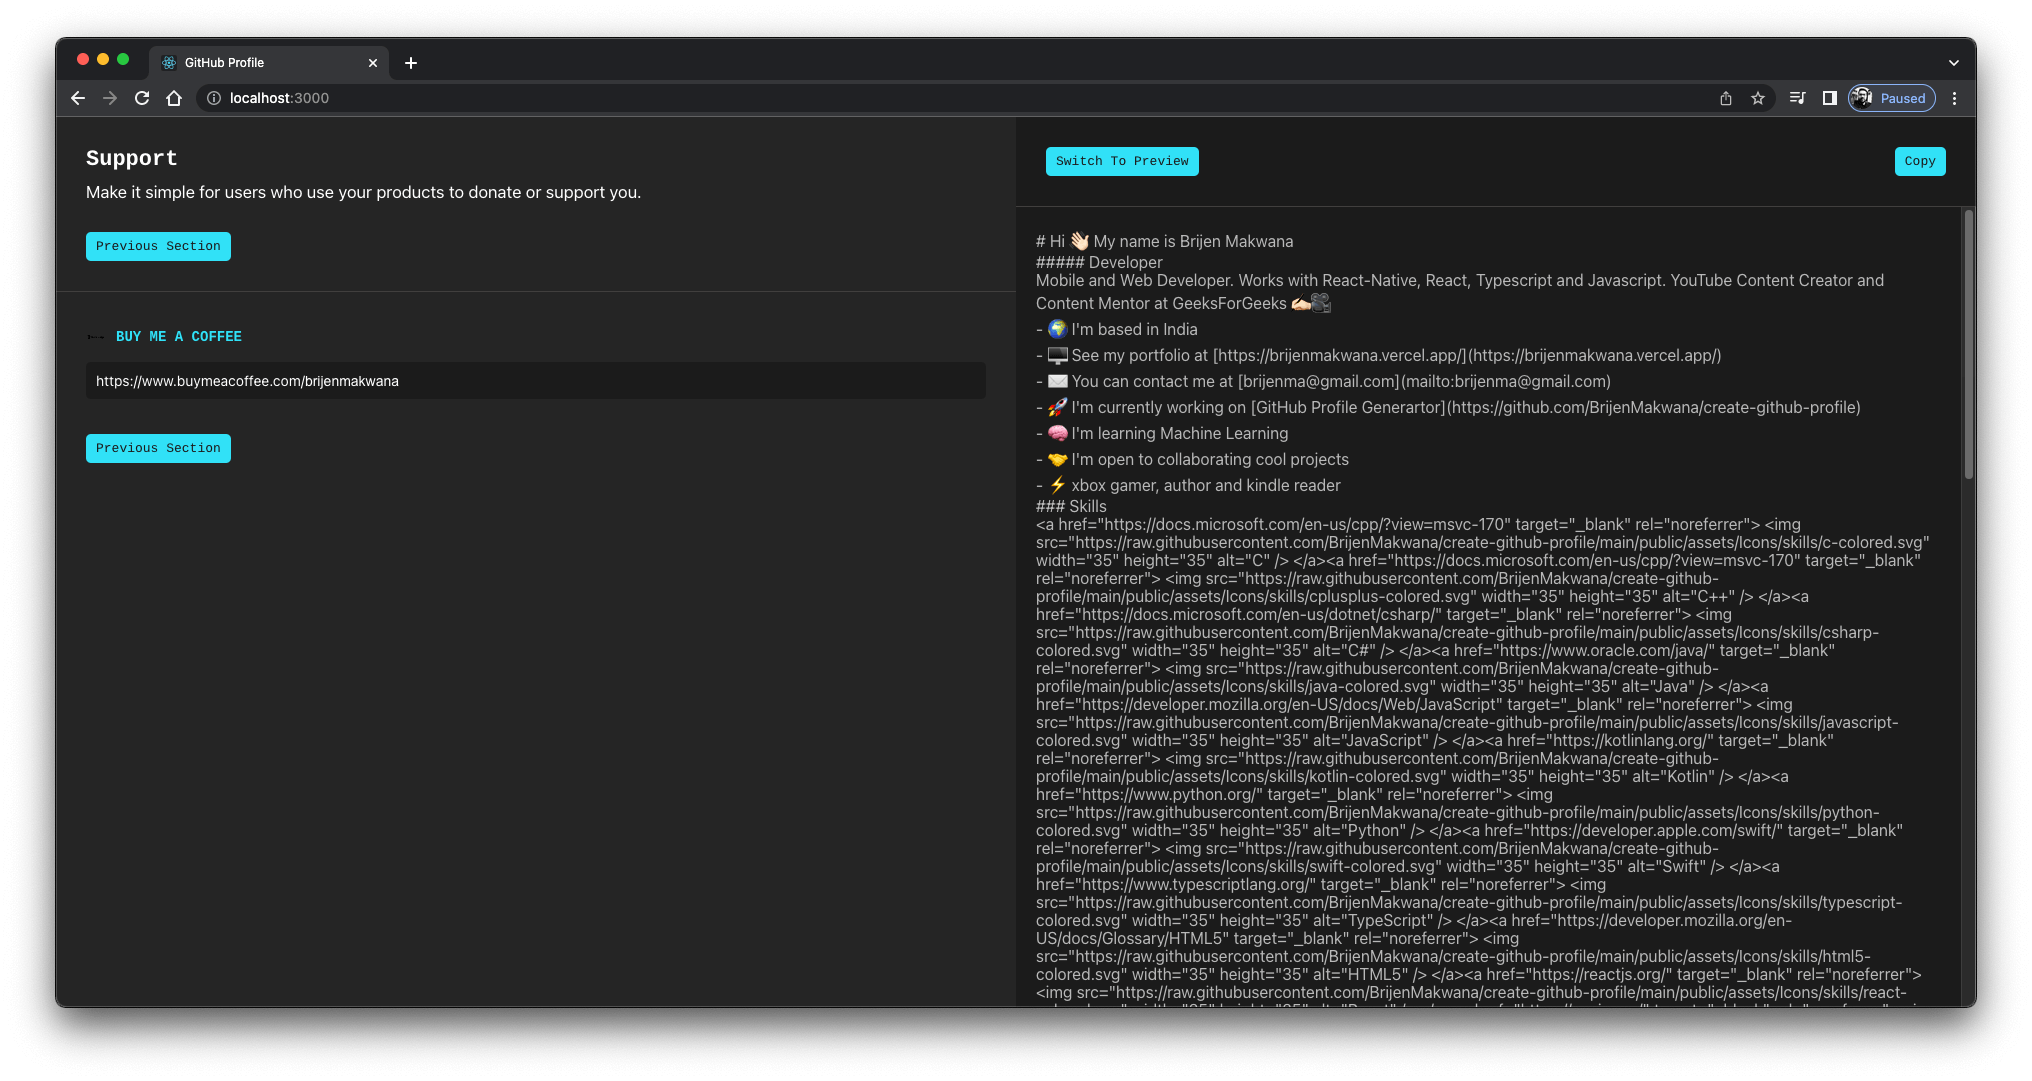 GitHub Profile
localhost:3000
Paused
Support
Make it simple for users who use your products to donate or support you.
Previous Section
BUY ME A COFFEE
https://www.buymeacoffee.com/brijenmakwana
Previous Section
Switch To Preview
Copy
# Hi 👋🏻 My name is Brijen Makwana
##### Developer
Mobile and Web Developer. Works with React-Native, React, Typescript and Javascript. YouTube Content Creator and
Content Mentor at GeeksForGeeks ✍🏻🎥
- 🌍 I'm based in India
- 🖥️ See my portfolio at [https://brijenmakwana.vercel.app/](https://brijenmakwana.vercel.app/)
- ✉️ You can contact me at [brijenma@gmail.com](mailto:brijenma@gmail.com)
- 🚀 I'm currently working on [GitHub Profile Generartor](https://github.com/BrijenMakwana/create-github-profile)
- 🧠 I'm learning Machine Learning
- 🤝 I'm open to collaborating cool projects
- ⚡ xbox gamer, author and kindle reader
### Skills
<a href="https://docs.microsoft.com/en-us/cpp/?view=msvc-170" target="_blank" rel="noreferrer"> <img
src="https://raw.githubusercontent.com/BrijenMakwana/create-github-profile/main/public/assets/Icons/skills/c-colored.svg"
width="35" height="35" alt="C" /> </a><a href="https://docs.microsoft.com/en-us/cpp/?view=msvc-170" target="_blank"
rel="noreferrer"> <img src="https://raw.githubusercontent.com/BrijenMakwana/create-github-
profile/main/public/assets/Icons/skills/cplusplus-colored.svg" width="35" height="35" alt="C++" /> </a><a
href="https://docs.microsoft.com/en-us/dotnet/csharp/" target="_blank" rel="noreferrer"> <img
src="https://raw.githubusercontent.com/BrijenMakwana/create-github-profile/main/public/assets/Icons/skills/csharp-
colored.svg" width="35" height="35" alt="C#" /> </a><a href="https://www.oracle.com/java/" target="_blank"
rel="noreferrer"> <img src="https://raw.githubusercontent.com/BrijenMakwana/create-github-
profile/main/public/assets/Icons/skills/java-colored.svg" width="35" height="35" alt="Java" /> </a><a
href="https://developer.mozilla.org/en-US/docs/Web/JavaScript" target="_blank" rel="noreferrer"> <img
src="https://raw.githubusercontent.com/BrijenMakwana/create-github-profile/main/public/assets/Icons/skills/javascript-
colored.svg" width="35" height="35" alt="JavaScript" /> </a><a href="https://kotlinlang.org/" target="_blank"
rel="noreferrer"> <img src="https://raw.githubusercontent.com/BrijenMakwana/create-github-
profile/main/public/assets/Icons/skills/kotlin-colored.svg" width="35" height="35" alt="Kotlin" /> </a><a
href="https://www.python.org/" target="_blank" rel="noreferrer"> <img
src="https://raw.githubusercontent.com/BrijenMakwana/create-github-profile/main/public/assets/Icons/skills/python-
colored.svg" width="35" height="35" alt="Python" /> </a><a href="https://developer.apple.com/swift/" target="_blank"
rel="noreferrer"> <img src="https://raw.githubusercontent.com/BrijenMakwana/create-github-
profile/main/public/assets/Icons/skills/swift-colored.svg" width="35" height="35" alt="Swift" /> </a><a
href="https://www.typescriptlang.org/" target="_blank" rel="noreferrer"> <img
src="https://raw.githubusercontent.com/BrijenMakwana/create-github-profile/main/public/assets/Icons/skills/typescript-
colored.svg" width="35" height="35" alt="TypeScript" /> </a><a href="https://developer.mozilla.org/en-
US/docs/Glossary/HTML5" target="_blank" rel="noreferrer"> <img
src="https://raw.githubusercontent.com/BrijenMakwana/create-github-profile/main/public/assets/Icons/skills/html5-
colored.svg" width="35" height="35" alt="HTML5" /> </a><a href="https://reactjs.org/" target="_blank" rel="noreferrer">
<img src="https://raw.githubusercontent.com/BrijenMakwana/create-github-profile/main/public/assets/Icons/skills/react-